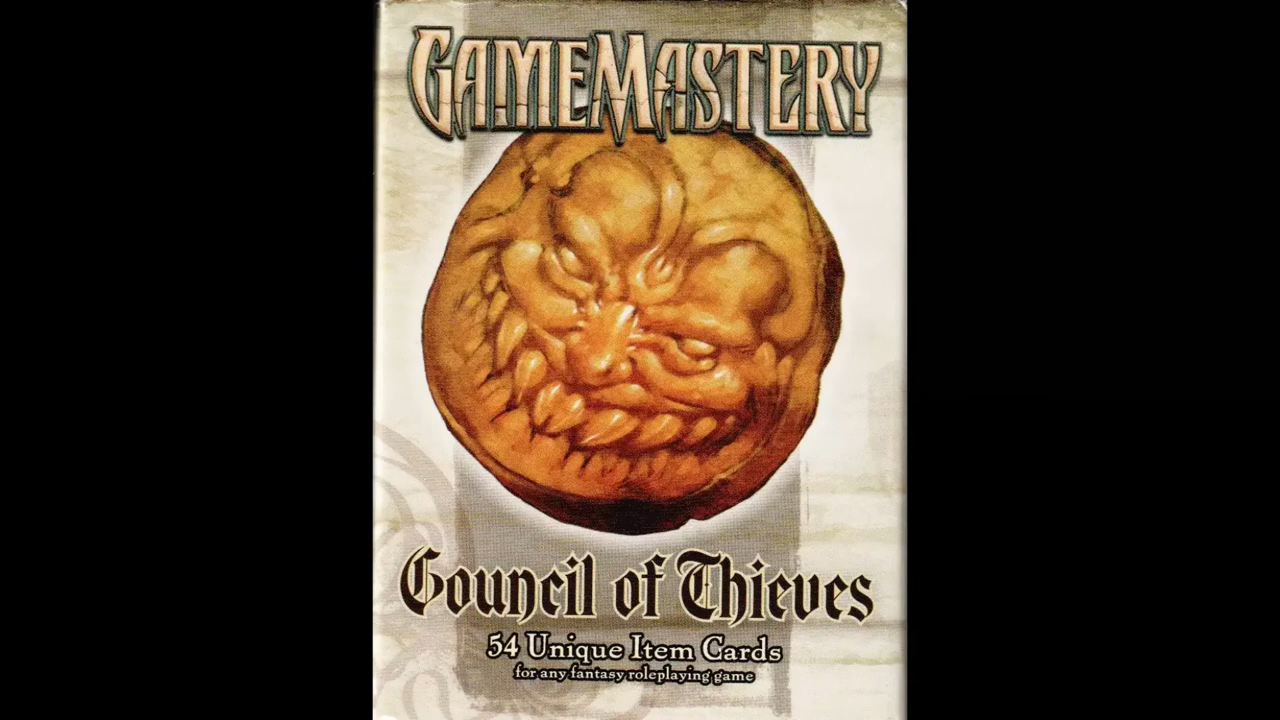 GAMEMASTERY
Council of Thieves
54 Unique Item Cards
for any fantasy roleplaying game